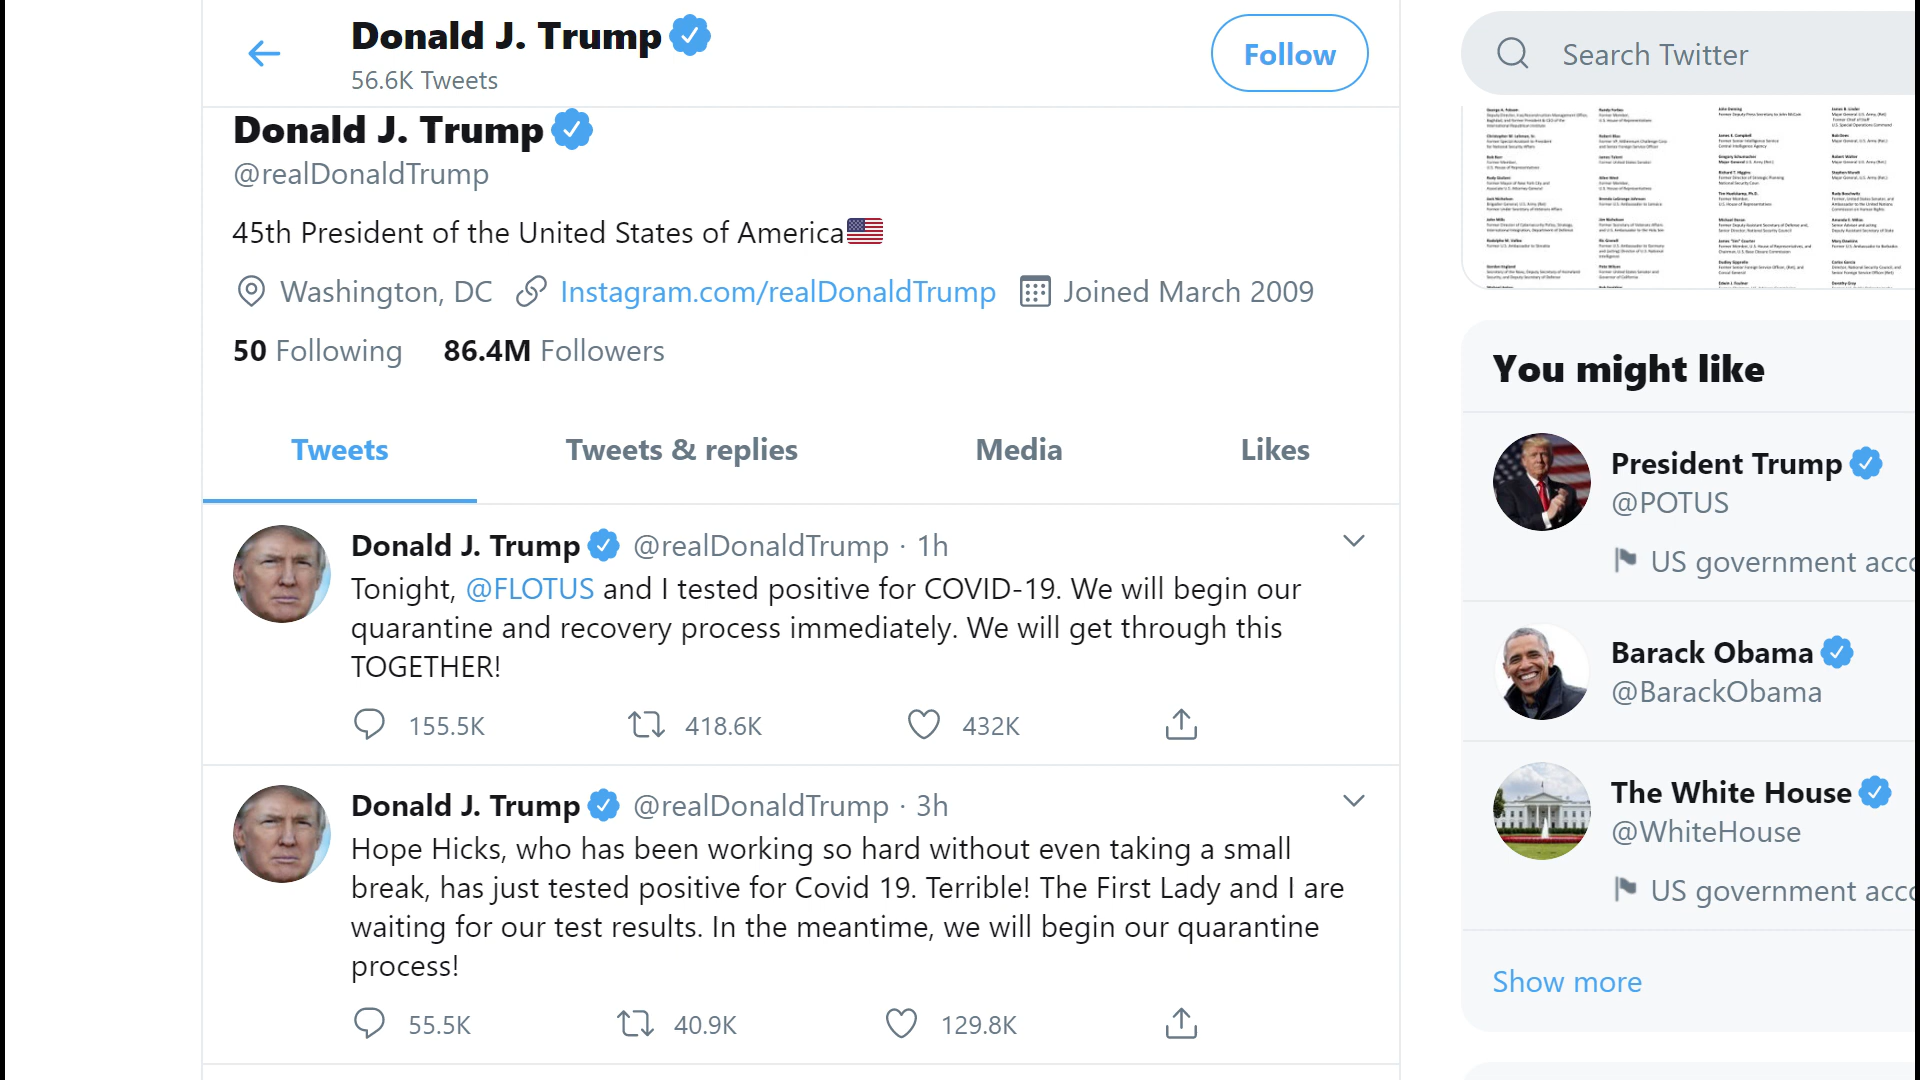 Donald J. Trump
56.6K Tweets
Follow
Search Twitter
Donald J. Trump
@realDonaldTrump
45th President of the United States of America
Washington, DC Instagram.com/realDonaldTrump Joined March 2009
50 Following 86.4M Followers
Tweets Tweets & replies Media Likes
Donald J. Trump @realDonaldTrump · 1h
Tonight, @FLOTUS and I tested positive for COVID-19. We will begin our
quarantine and recovery process immediately. We will get through this
TOGETHER!
155.5K 418.6K 432K
Donald J. Trump @realDonaldTrump · 3h
Hope Hicks, who has been working so hard without even taking a small
break, has just tested positive for Covid 19. Terrible! The First Lady and I are
waiting for our test results. In the meantime, we will begin our quarantine
process!
55.5K 40.9K 129.8K
You might like
President Trump
@POTUS
US government acc
Barack Obama
@BarackObama
The White House
@WhiteHouse
US government acc
Show more